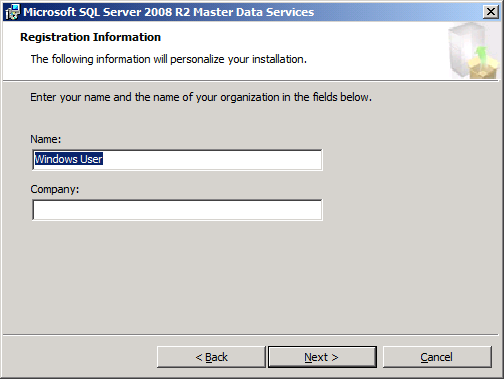 Microsoft SQL Server 2008 R2 Master Data Services
Registration Information
The following information will personalize your installation.
Enter your name and the name of your organization in the fields below.
Name:
Windows User
Company:
< Back Next > Cancel